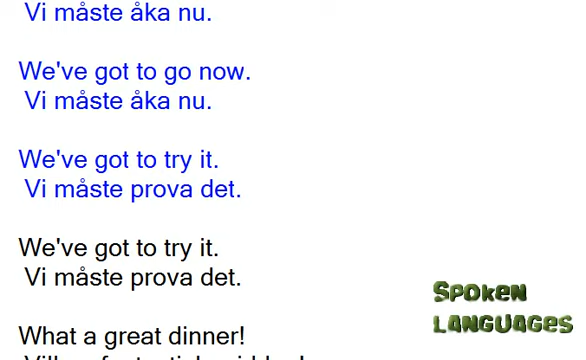 Vi måste åka nu.
We've got to go now.
Vi måste åka nu.
We've got to try it.
Vi måste prova det.
We've got to try it.
Vi måste prova det.
What a great dinner!
SPOKEN
LANGUAGES